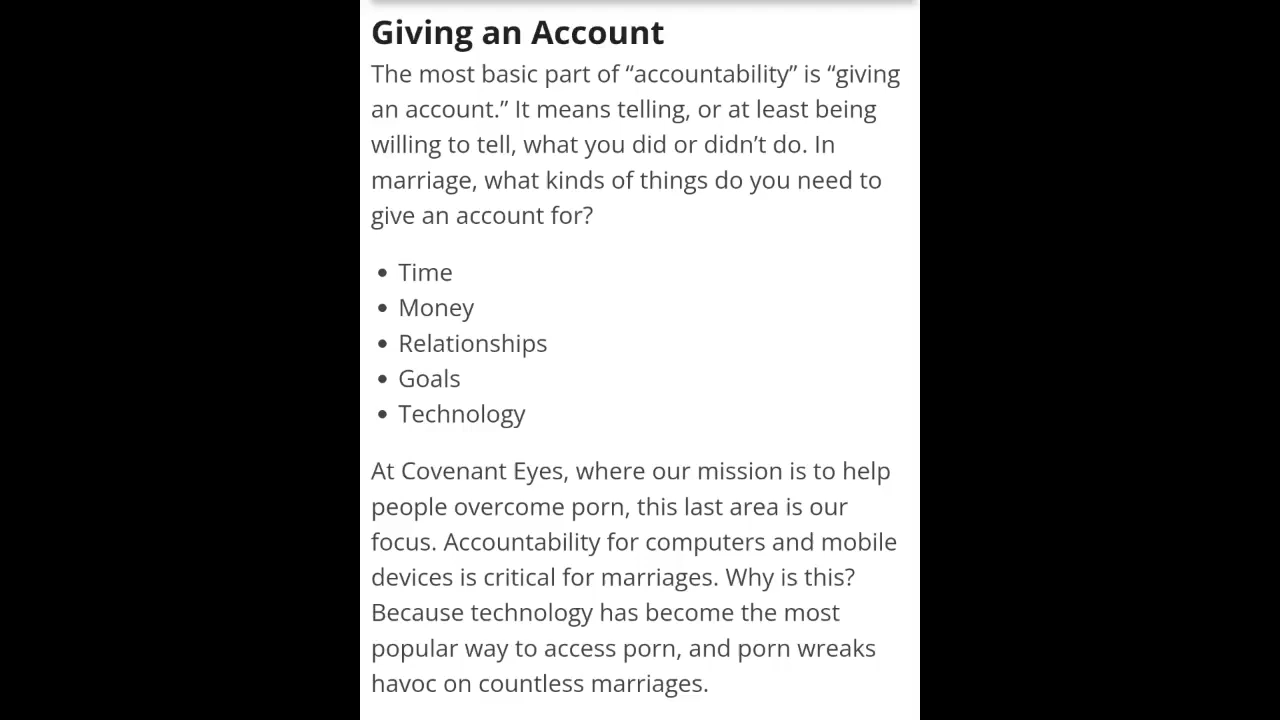 Giving an Account
The most basic part of “accountability” is “giving
an account.” It means telling, or at least being
willing to tell, what you did or didn’t do. In
marriage, what kinds of things do you need to
give an account for?
• Time
• Money
• Relationships
• Goals
• Technology
At Covenant Eyes, where our mission is to help
people overcome porn, this last area is our
focus. Accountability for computers and mobile
devices is critical for marriages. Why is this?
Because technology has become the most
popular way to access porn, and porn wreaks
havoc on countless marriages.